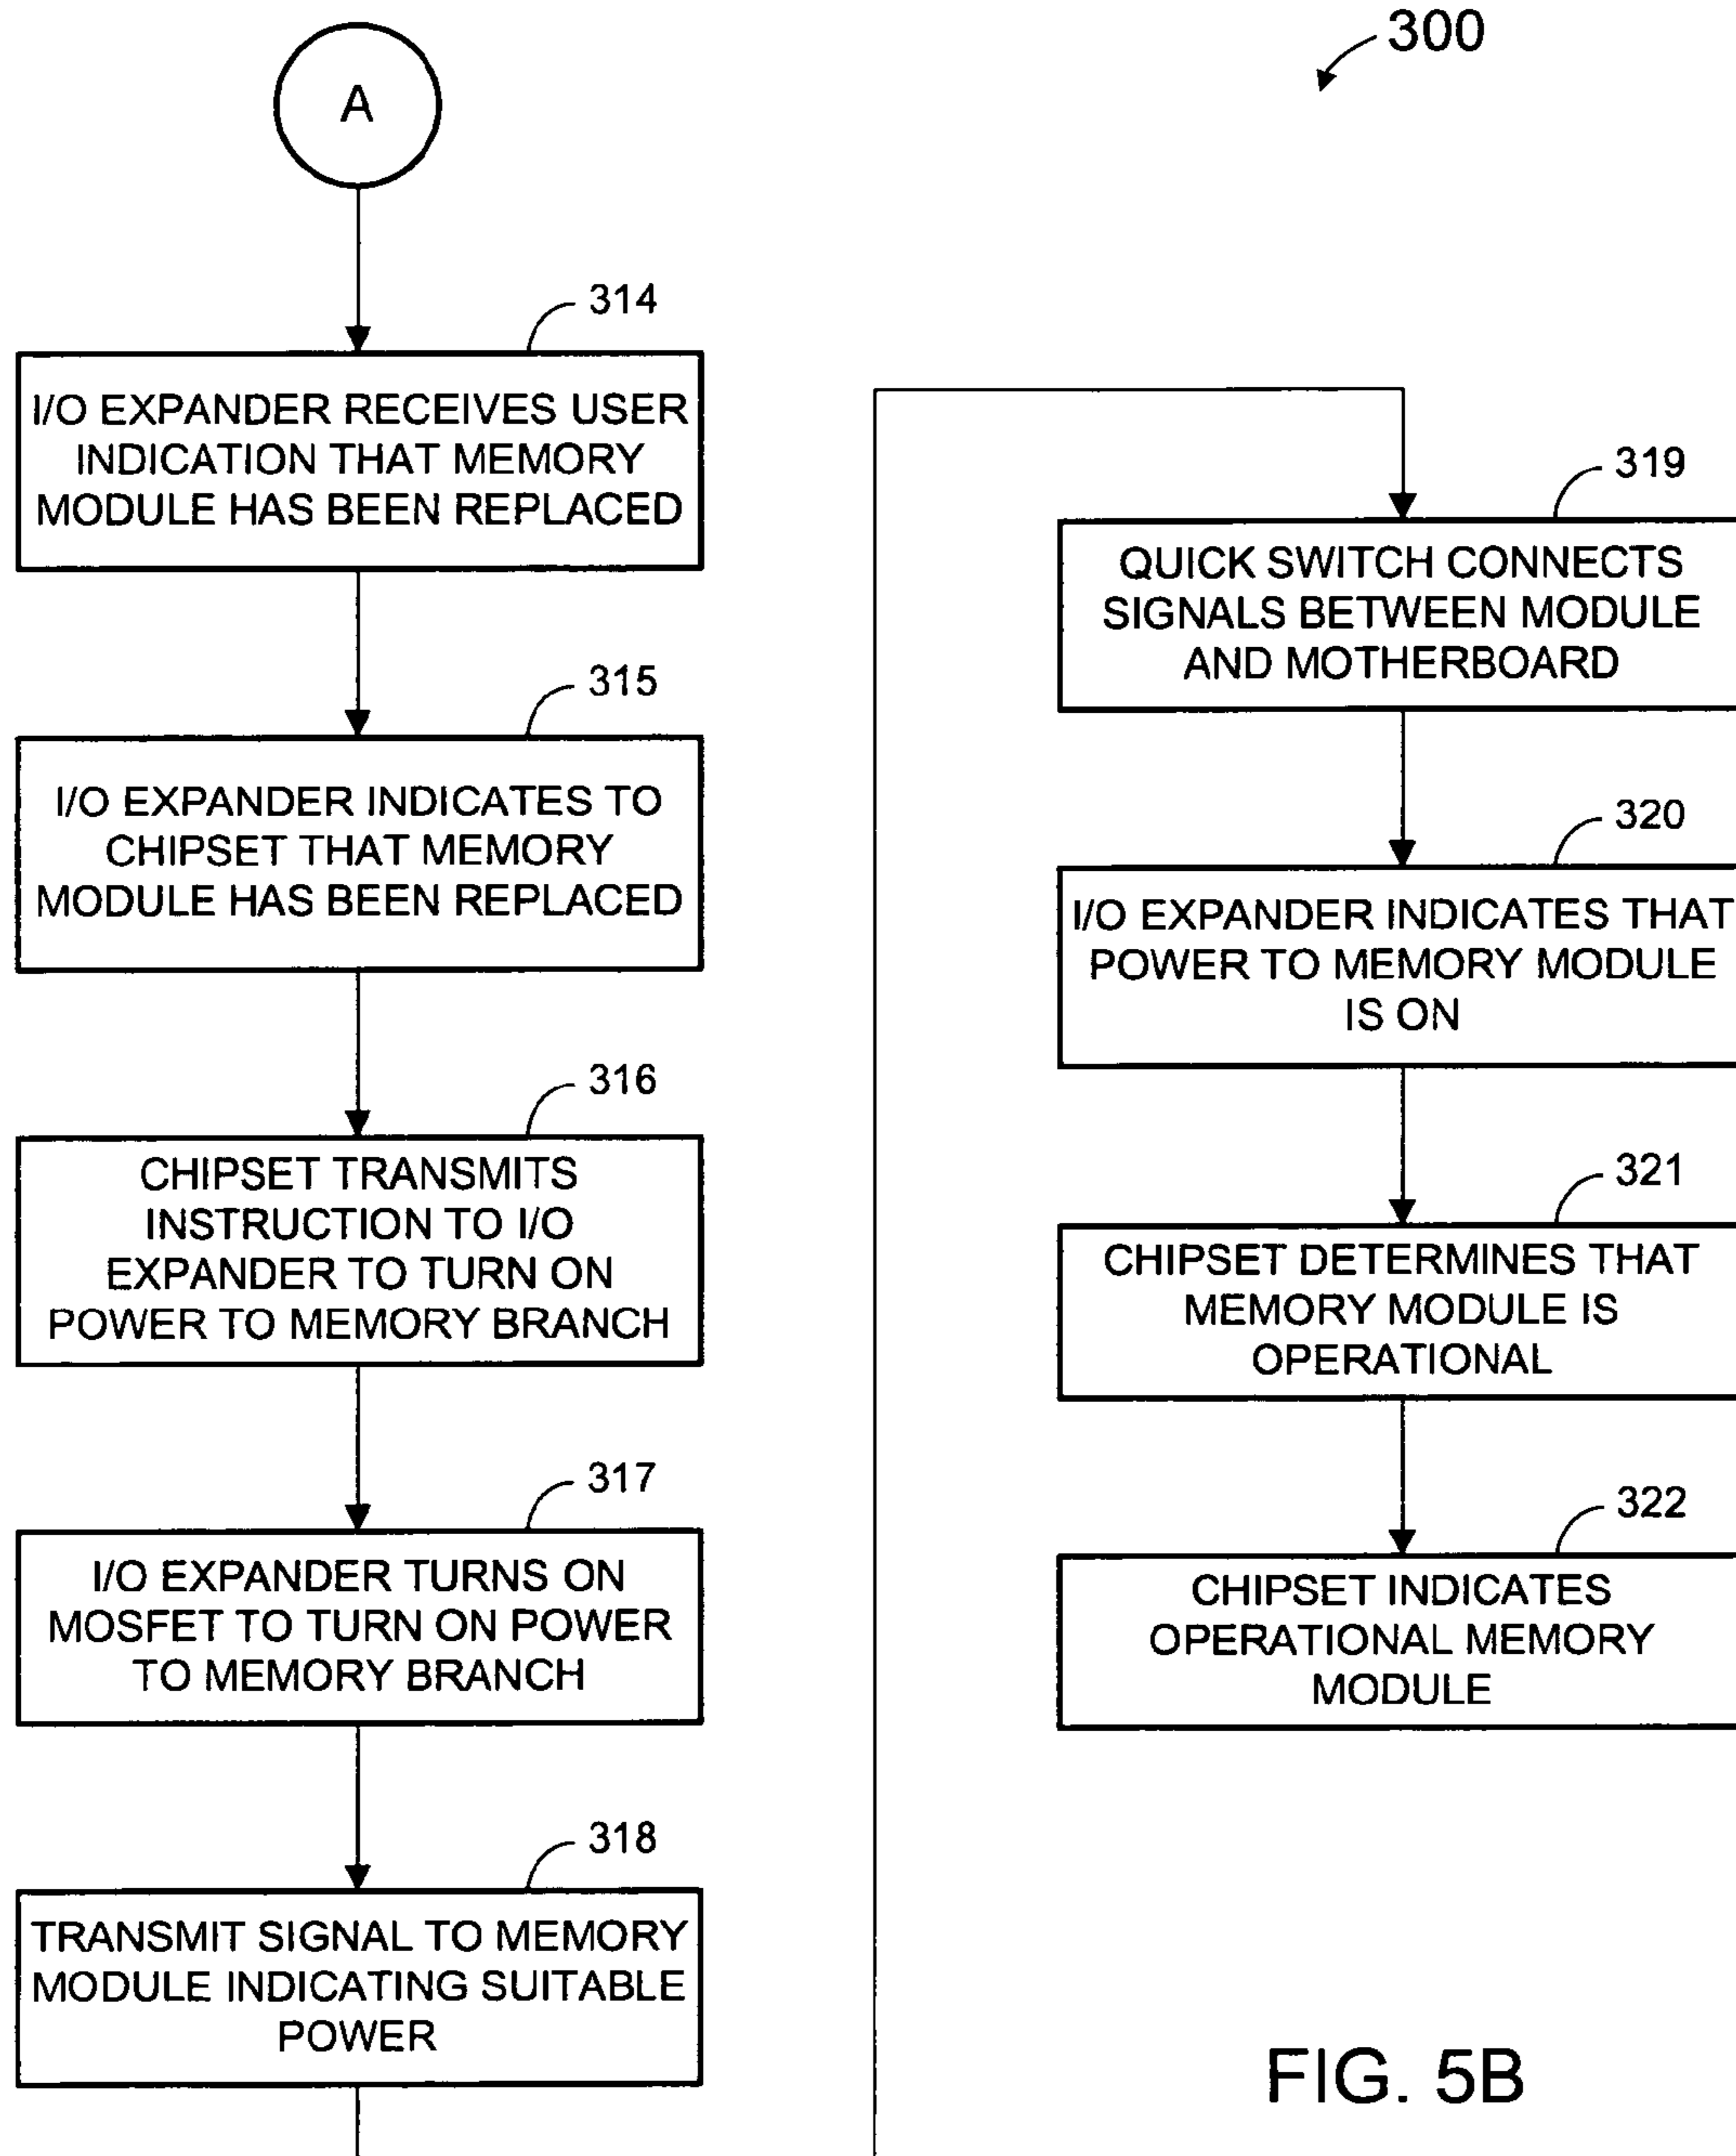 300
A
314
I/O EXPANDER RECEIVES USER
INDICATION THAT MEMORY
MODULE HAS BEEN REPLACED
315
I/O EXPANDER INDICATES TO
CHIPSET THAT MEMORY
MODULE HAS BEEN REPLACED
316
CHIPSET TRANSMITS
INSTRUCTION TO I/O
EXPANDER TO TURN ON
POWER TO MEMORY BRANCH
317
I/O EXPANDER TURNS ON
MOSFET TO TURN ON POWER
TO MEMORY BRANCH
318
TRANSMIT SIGNAL TO MEMORY
MODULE INDICATING SUITABLE
POWER
319
QUICK SWITCH CONNECTS
SIGNALS BETWEEN MODULE
AND MOTHERBOARD
320
I/O EXPANDER INDICATES THAT
POWER TO MEMORY MODULE
IS ON
321
CHIPSET DETERMINES THAT
MEMORY MODULE IS
OPERATIONAL
322
CHIPSET INDICATES
OPERATIONAL MEMORY
MODULE
FIG. 5B